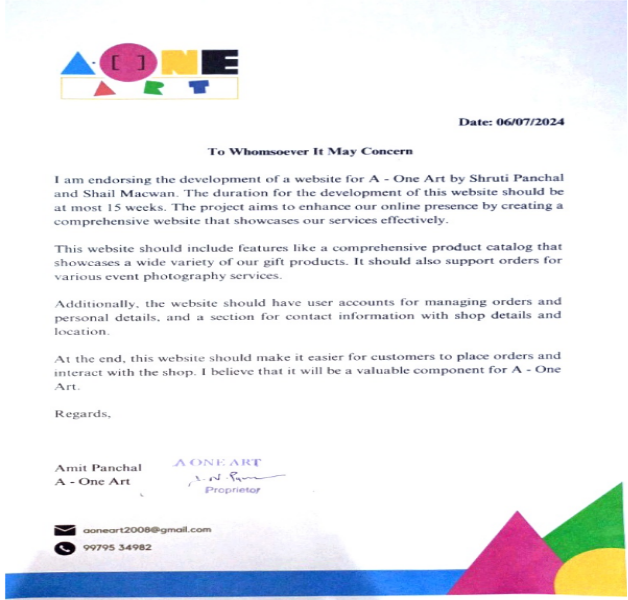 A·[ ]NE
ART
Date: 06/07/2024
To Whomsoever It May Concern
I am endorsing the development of a website for A - One Art by Shruti Panchal
and Shail Macwan. The duration for the development of this website should be
at most 15 weeks. The project aims to enhance our online presence by creating a
comprehensive website that showcases our services effectively.
This website should include features like a comprehensive product catalog that
showcases a wide variety of our gift products. It should also support orders for
various event photography services.
Additionally, the website should have user accounts for managing orders and
personal details, and a section for contact information with shop details and
location.
At the end, this website should make it easier for customers to place orders and
interact with the shop. I believe that it will be a valuable component for A - One
Art.
Regards,
Amit Panchal
A - One Art
A ONE ART
Proprietor
aoneart2008@gmail.com
99795 34982